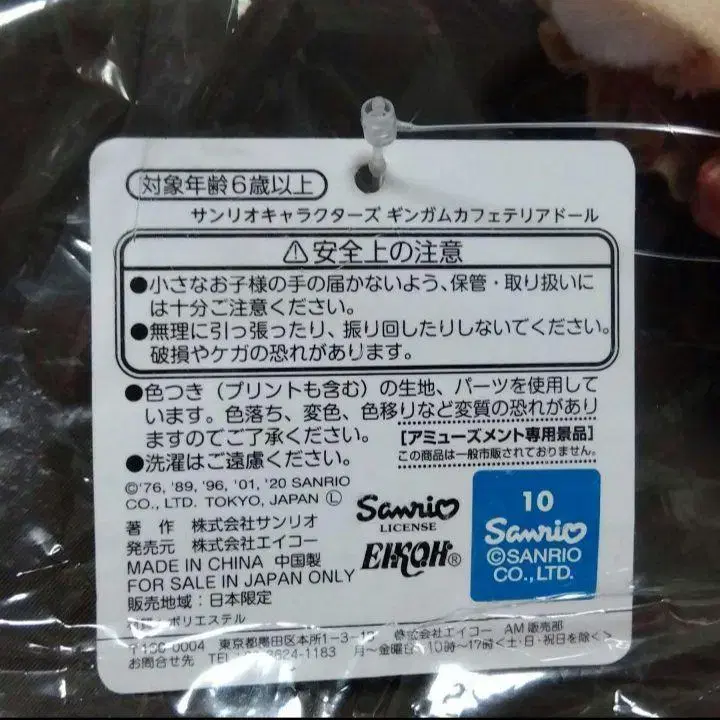 対象年齢6歳以上
サンリオキャラクターズ ギンガムカフェテリアドール
⚠安全上の注意
●小さなお子様の手の届かないよう、保管・取り扱いに
は十分ご注意ください。
●無理に引っ張ったり、振り回したりしないでください。
破損やケガの恐れがあります。
●色つき（プリントも含む）の生地、パーツを使用して
います。色落ち、変色、色移りなど変質の恐れがあり
ますのでご了承ください。
[アミューズメント専用景品]
この商品は一般市販されておりません。
●洗濯はご遠慮ください。
©'76, '89, '96, '01, '20 SANRIO
CO., LTD. TOKYO, JAPAN Ⓛ
著 作 株式会社サンリオ
発売元 株式会社エイコー
MADE IN CHINA 中国製
FOR SALE IN JAPAN ONLY
販売地域：日本限定
ポリエステル
Sanrio
LICENSE
EIKOH®
10
Sanrio
©SANRIO
CO., LTD.
東京都墨田区本所1-3- 株式会社エイコー AM販売部
お問合せ先 TEL 3624-1183 月～金曜日：10時～17時＜土・日・祝日を除く＞